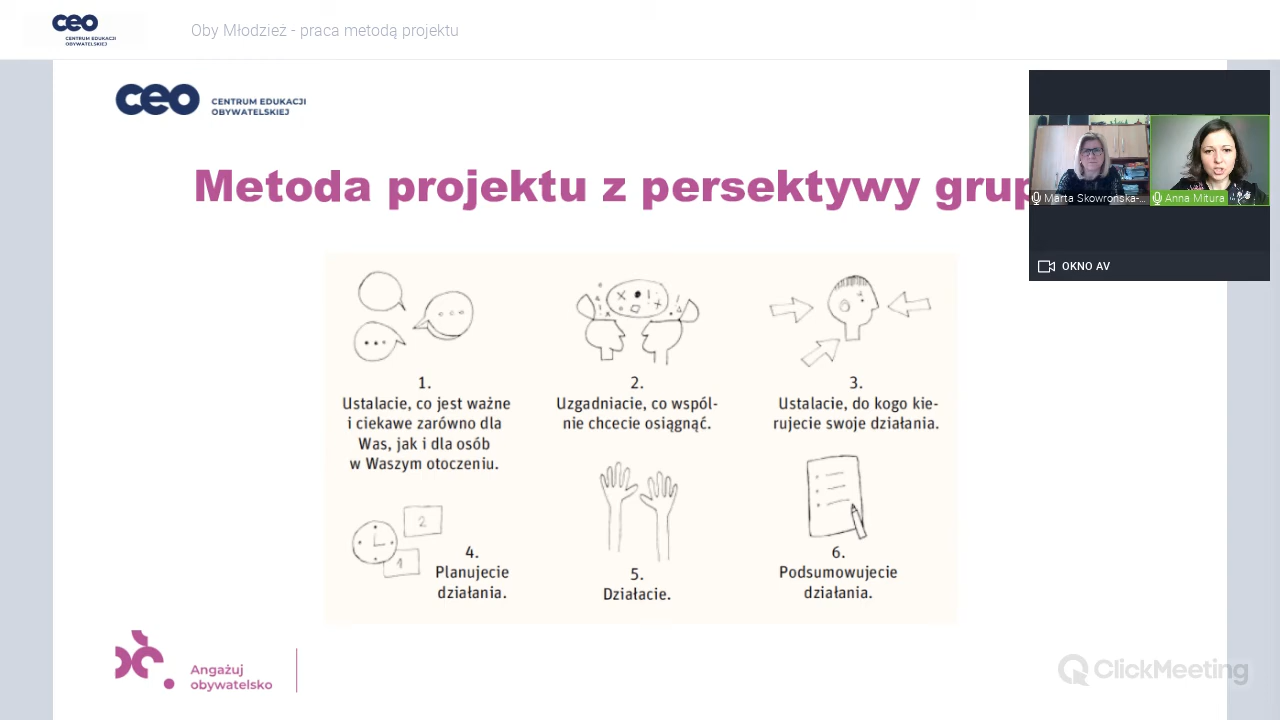 ceo
CENTRUM EDUKACJI
OBYWATELSKIEJ
Oby Młodzież - praca metodą projektu
ceo
CENTRUM EDUKACJI
OBYWATELSKIEJ
Metoda projektu z persektywy grup
Marta Skowrońska-...
Anna Mitura
OKNO AV
1.
Ustalacie, co jest ważne
i ciekawe zarówno dla
Was, jak i dla osób
w Waszym otoczeniu.
2.
Uzgadniacie, co wspól-
nie chcecie osiągnąć.
3.
Ustalacie, do kogo kie-
rujecie swoje działania.
2
1
4.
Planujecie
działania.
5.
Działacie.
6.
Podsumowujecie
działania.
Angażuj
obywatelsko
ClickMeeting